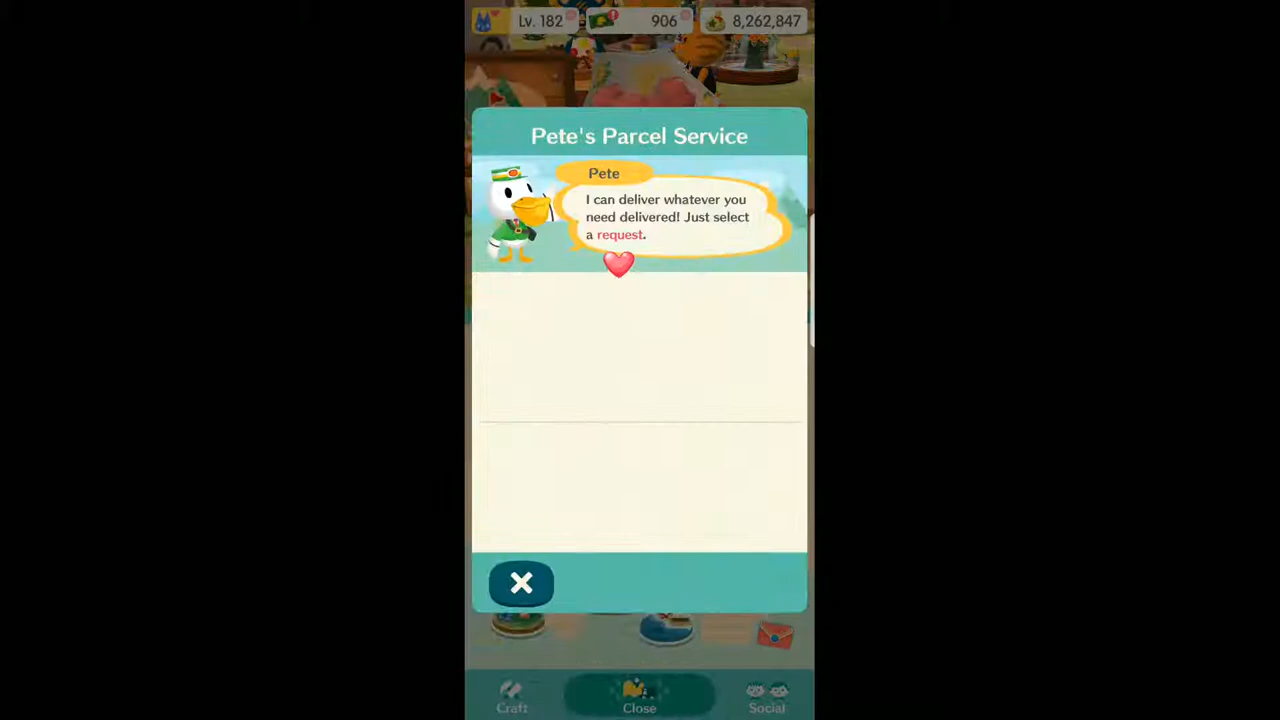 Lv. 182
906
8,262,847
Pete's Parcel Service
Pete
I can deliver whatever you
need delivered! Just select
a request.
Craft
Close
Social